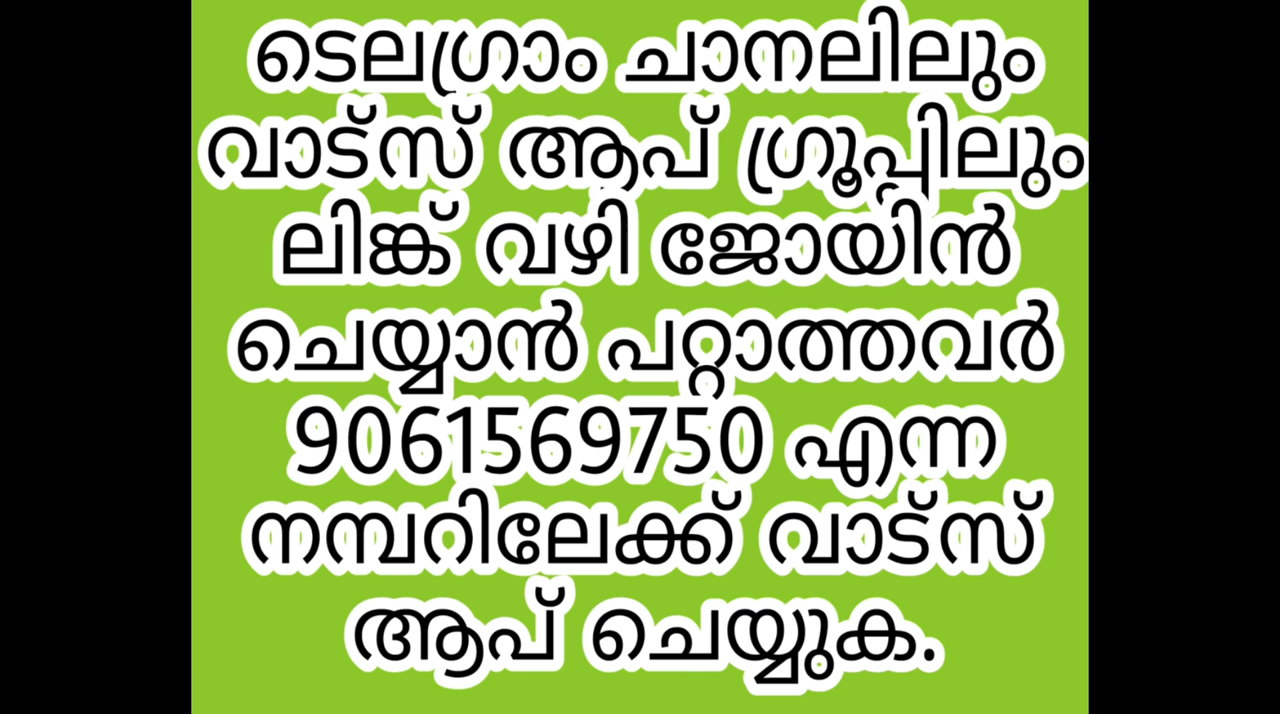 ടെലഗ്രാം ചാനലിലും
വാട്സ് ആപ് ഗ്രൂപ്പിലും
ലിങ്ക് വഴി ജോയിൻ
ചെയ്യാൻ പറ്റാത്തവർ
9061569750 എന്ന
നമ്പറിലേക്ക് വാട്സ്
ആപ് ചെയ്യുക.